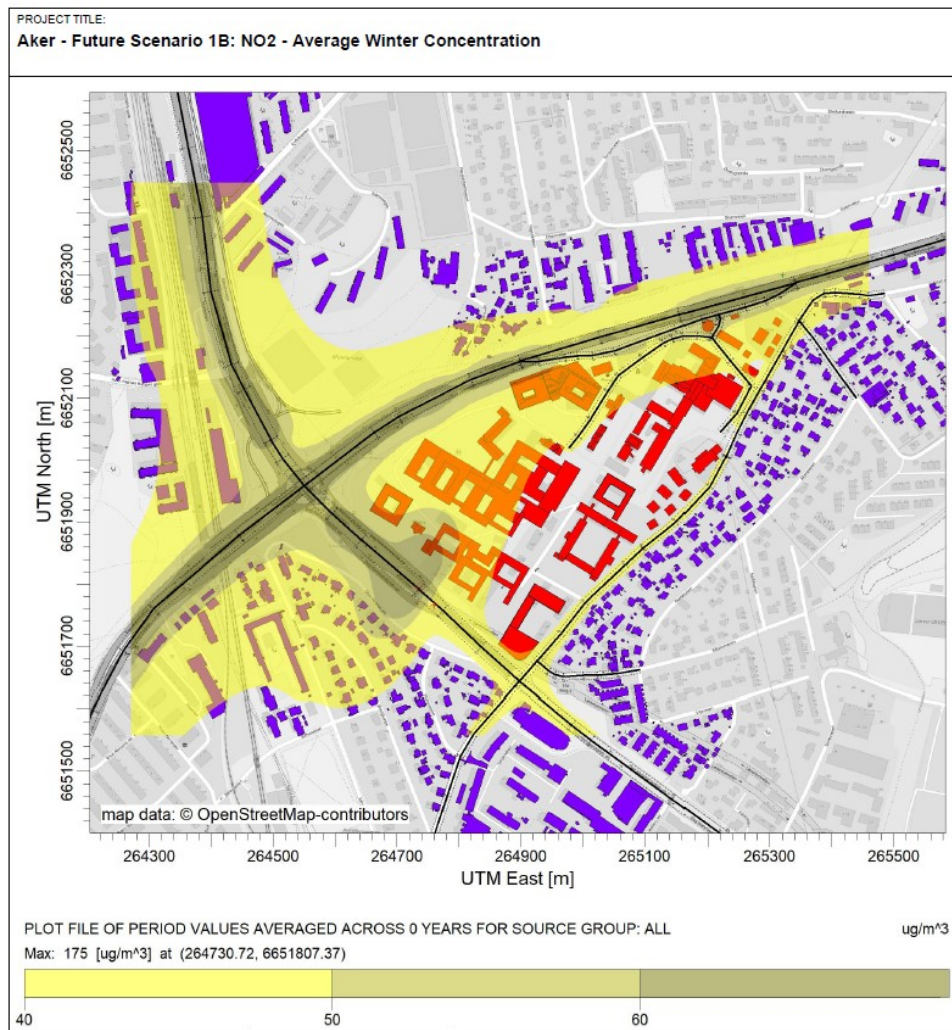 PROJECT TITLE:
Aker - Future Scenario 1B: NO2 - Average Winter Concentration
UTM North [m]
6652500
6652300
6652100
6651900
6651700
6651500
map data: © OpenStreetMap-contributors
264300 264500 264700 264900 265100 265300 265500
UTM East [m]
PLOT FILE OF PERIOD VALUES AVERAGED ACROSS 0 YEARS FOR SOURCE GROUP: ALL ug/m^3
Max: 175 [ug/m^3] at (264730.72, 6651807.37)
40 50 60